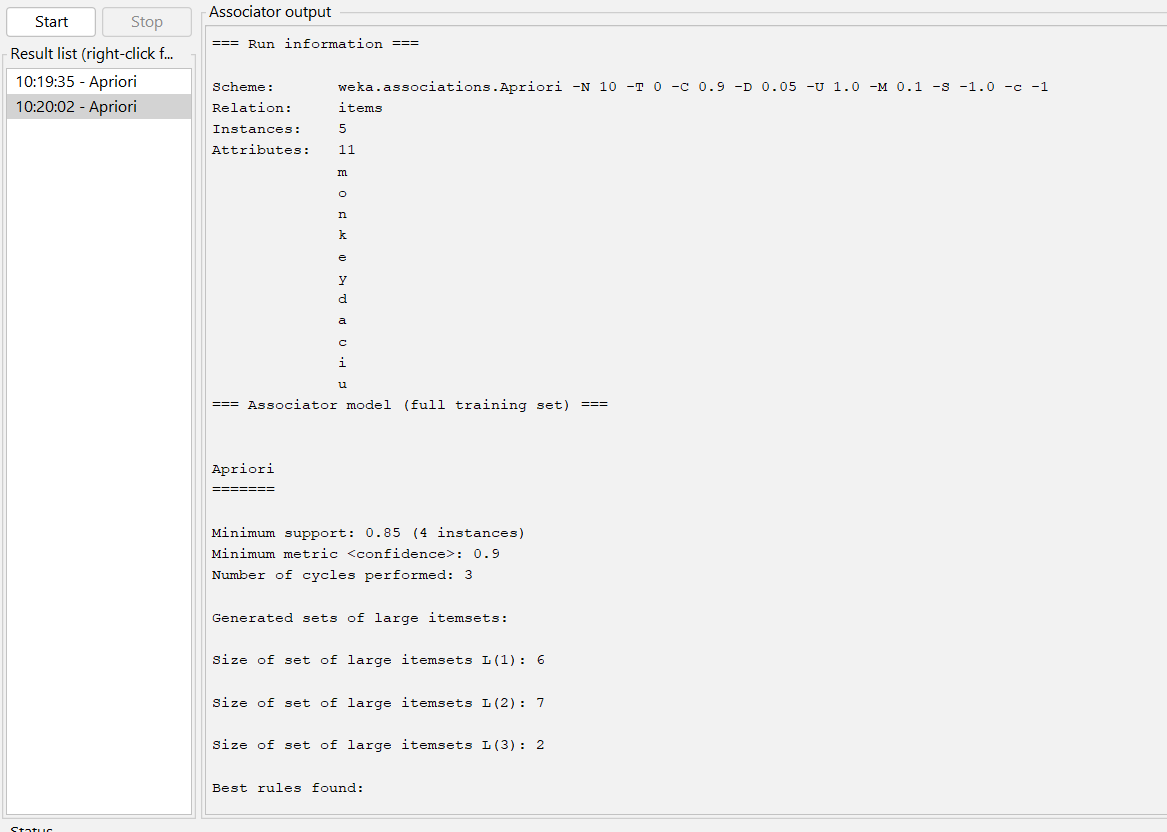 Start
Stop
Result list (right-click f...
10:19:35 - Apriori
10:20:02 - Apriori
Associator output
=== Run information ===
Scheme: weka.associations.Apriori -N 10 -T 0 -C 0.9 -D 0.05 -U 1.0 -M 0.1 -S -1.0 -c -1
Relation: items
Instances: 5
Attributes: 11
m
o
n
k
e
y
d
a
c
i
u
=== Associator model (full training set) ===
Apriori
=======
Minimum support: 0.85 (4 instances)
Minimum metric <confidence>: 0.9
Number of cycles performed: 3
Generated sets of large itemsets:
Size of set of large itemsets L(1): 6
Size of set of large itemsets L(2): 7
Size of set of large itemsets L(3): 2
Best rules found:
Status